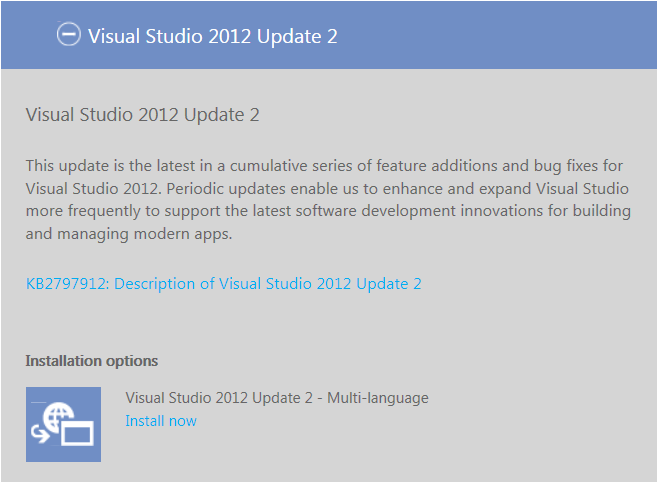 Visual Studio 2012 Update 2
Visual Studio 2012 Update 2
This update is the latest in a cumulative series of feature additions and bug fixes for
Visual Studio 2012. Periodic updates enable us to enhance and expand Visual Studio
more frequently to support the latest software development innovations for building
and managing modern apps.
KB2797912: Description of Visual Studio 2012 Update 2
Installation options
Visual Studio 2012 Update 2 - Multi-language
Install now